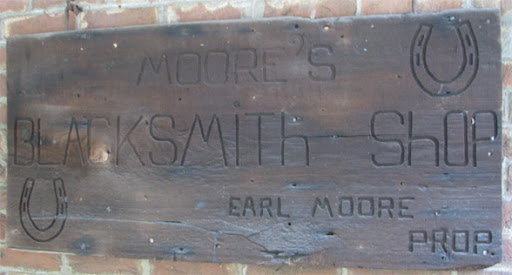 MOORE'S
BLACKSMITh ShOP
EARL MOORE
PROP.